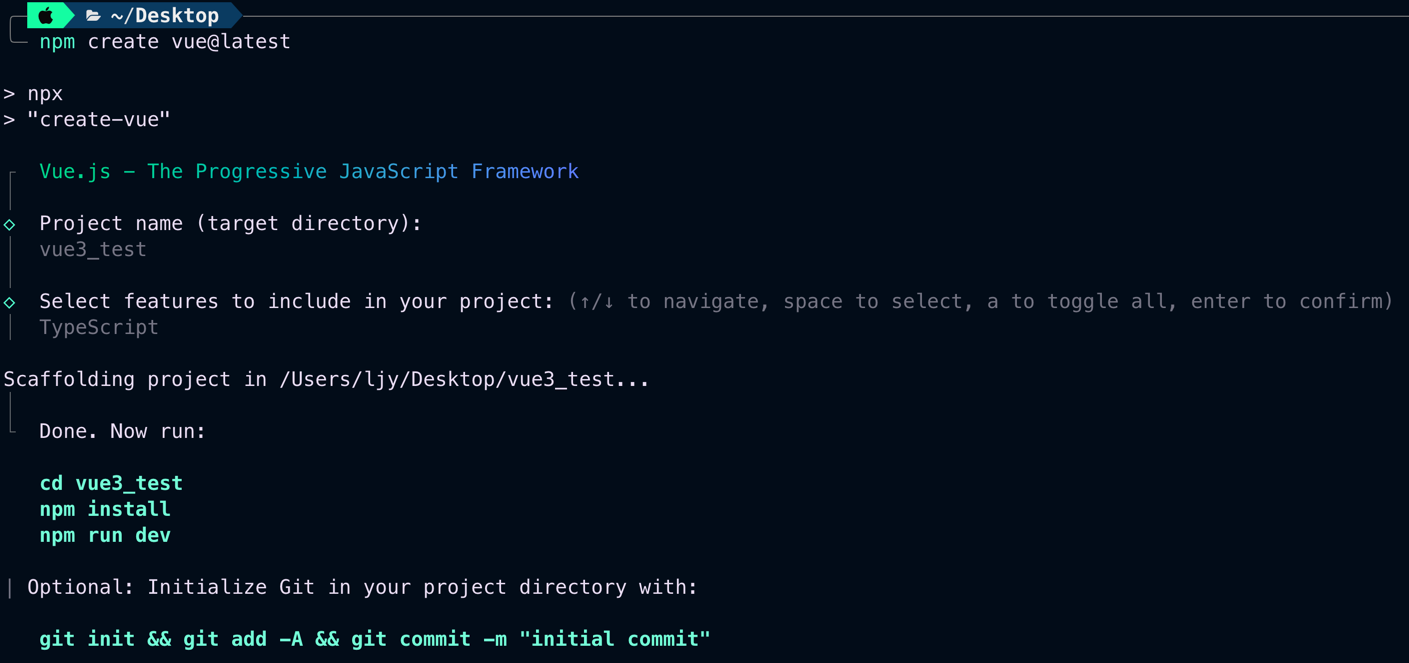 ~/Desktop
npm create vue@latest
> npx
> "create-vue"
Vue.js - The Progressive JavaScript Framework
Project name (target directory):
vue3_test
Select features to include in your project: (↑/↓ to navigate, space to select, a to toggle all, enter to confirm)
TypeScript
Scaffolding project in /Users/ljy/Desktop/vue3_test...
Done. Now run:
cd vue3_test
npm install
npm run dev
| Optional: Initialize Git in your project directory with:
git init && git add -A && git commit -m "initial commit"